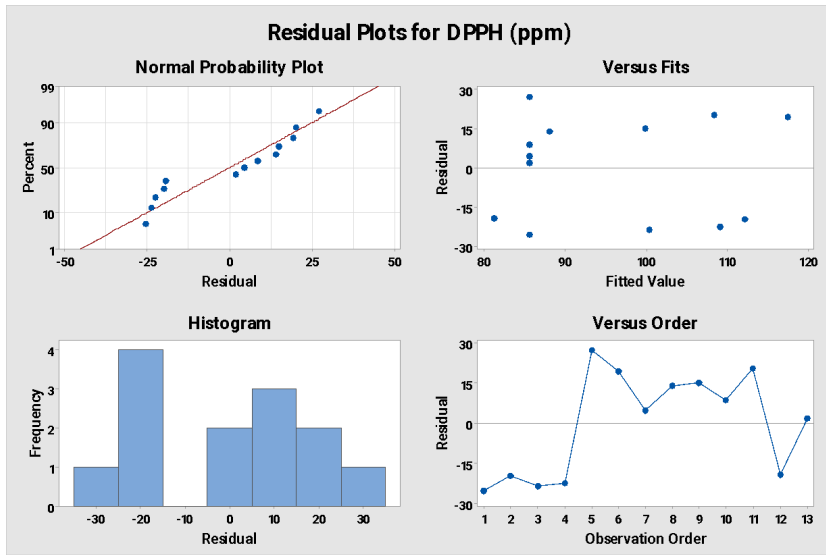 Residual Plots for DPPH (ppm)
Normal Probability Plot
99
90
50
10
1
Percent
-50 -25 0 25 50
Residual
Versus Fits
30
15
0
-15
-30
Residual
80 90 100 110 120
Fitted Value
Histogram
4
3
2
1
0
Frequency
-30 -20 -10 0 10 20 30
Residual
Versus Order
30
15
0
-15
-30
Residual
1 2 3 4 5 6 7 8 9 10 11 12 13
Observation Order